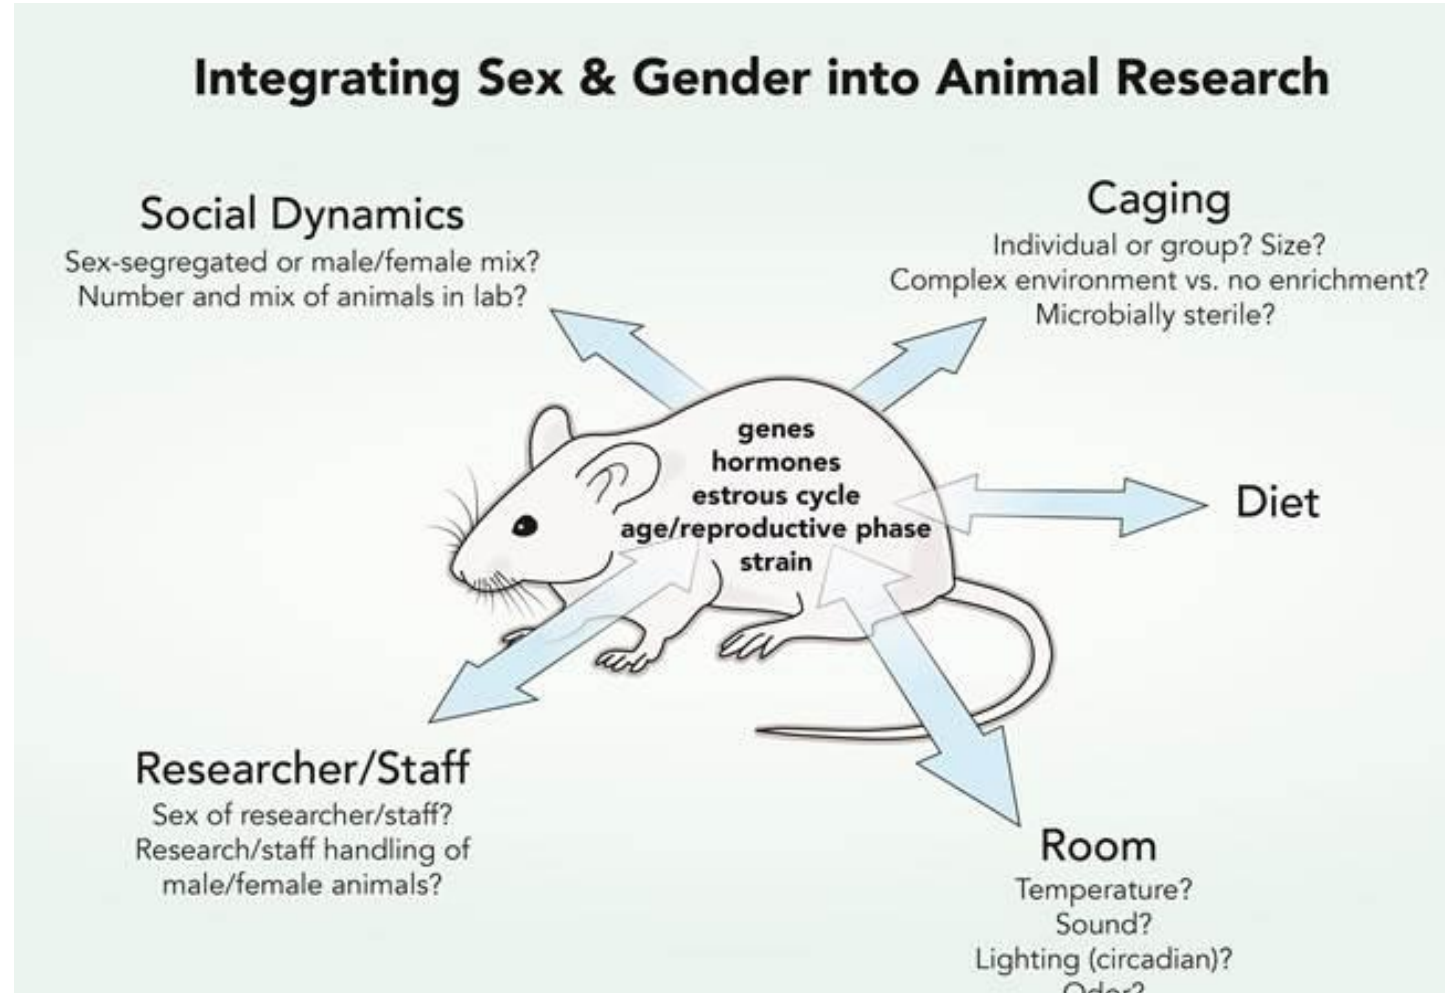 Integrating Sex & Gender into Animal Research
Social Dynamics
Sex-segregated or male/female mix?
Number and mix of animals in lab?
Caging
Individual or group? Size?
Complex environment vs. no enrichment?
Microbially sterile?
genes
hormones
estrous cycle
age/reproductive phase
strain
Diet
Researcher/Staff
Sex of researcher/staff?
Research/staff handling of
male/female animals?
Room
Temperature?
Sound?
Lighting (circadian)?
Odor?